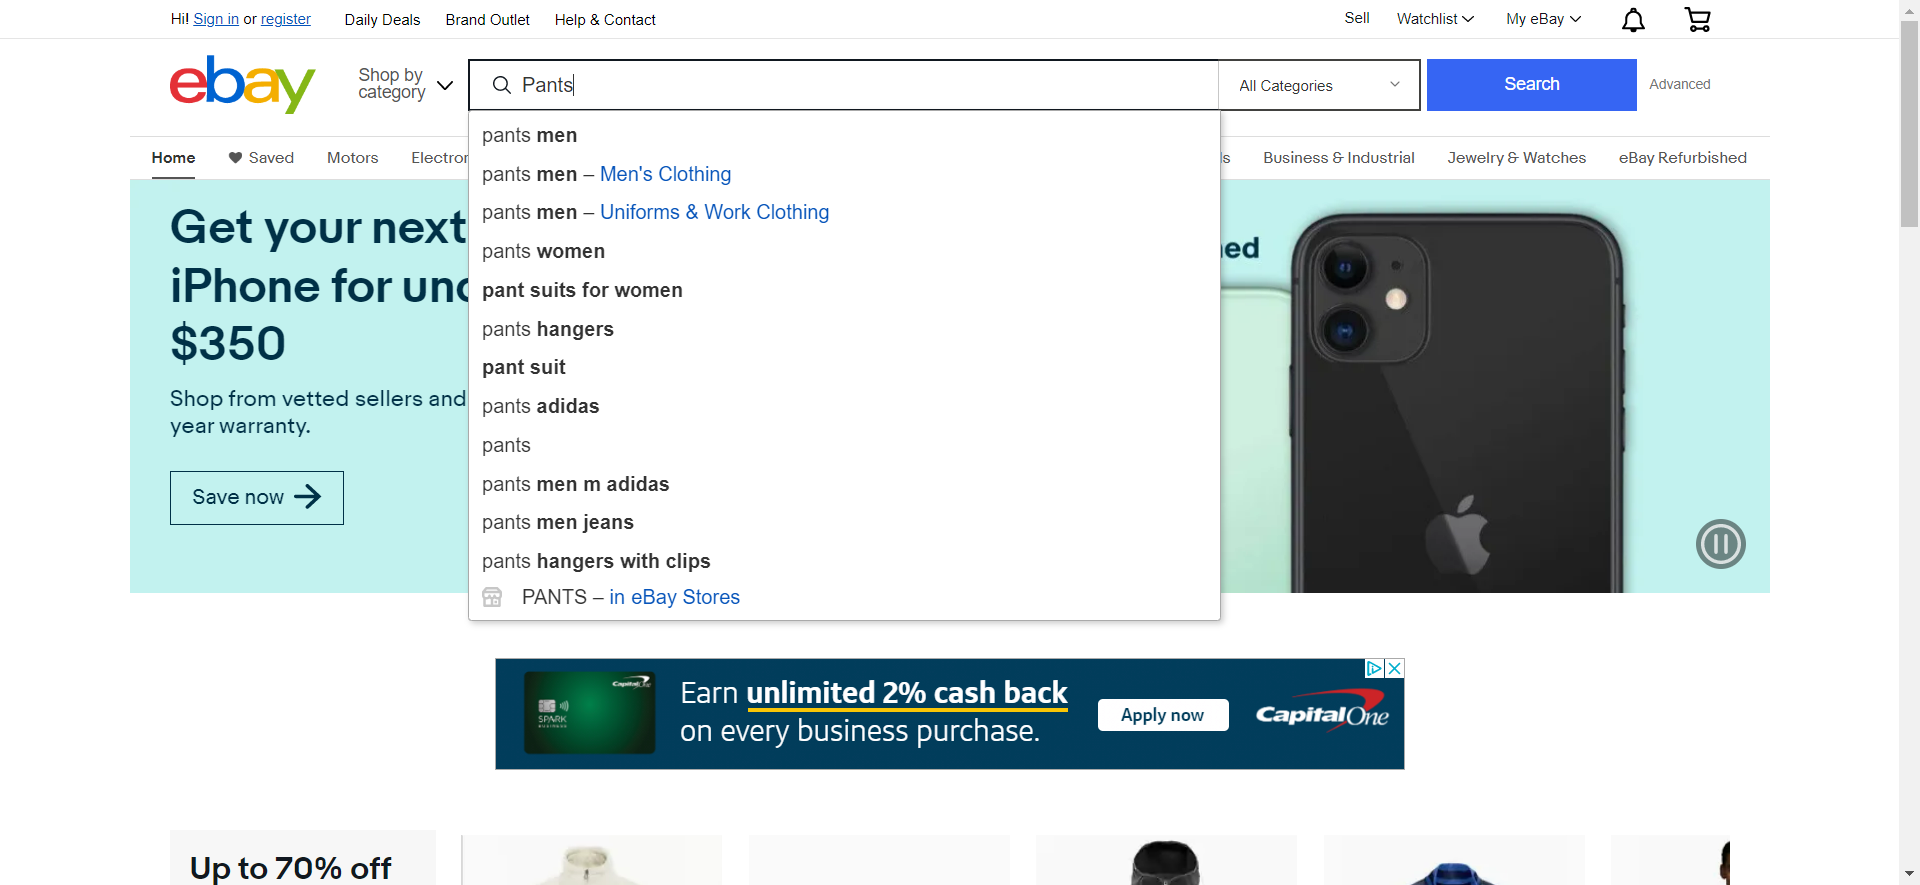 Hi! Sign in or register
Daily Deals
Brand Outlet
Help & Contact
Sell
Watchlist
My eBay
ebay
Shop by
category
Pants
All Categories
Search
Advanced
Home
Saved
Motors
Business & Industrial
Jewelry & Watches
eBay Refurbished
pants men
pants men – Men's Clothing
pants men – Uniforms & Work Clothing
pants women
pant suits for women
pants hangers
pant suit
pants adidas
pants
pants men m adidas
pants men jeans
pants hangers with clips
PANTS – in eBay Stores
Get your next
iPhone for
$350
Shop from vetted sellers and
year warranty.
Save now
CapitalOne
SPARK
BUSINESS
Earn unlimited 2% cash back
on every business purchase.
Apply now
CapitalOne
Up to 70% off